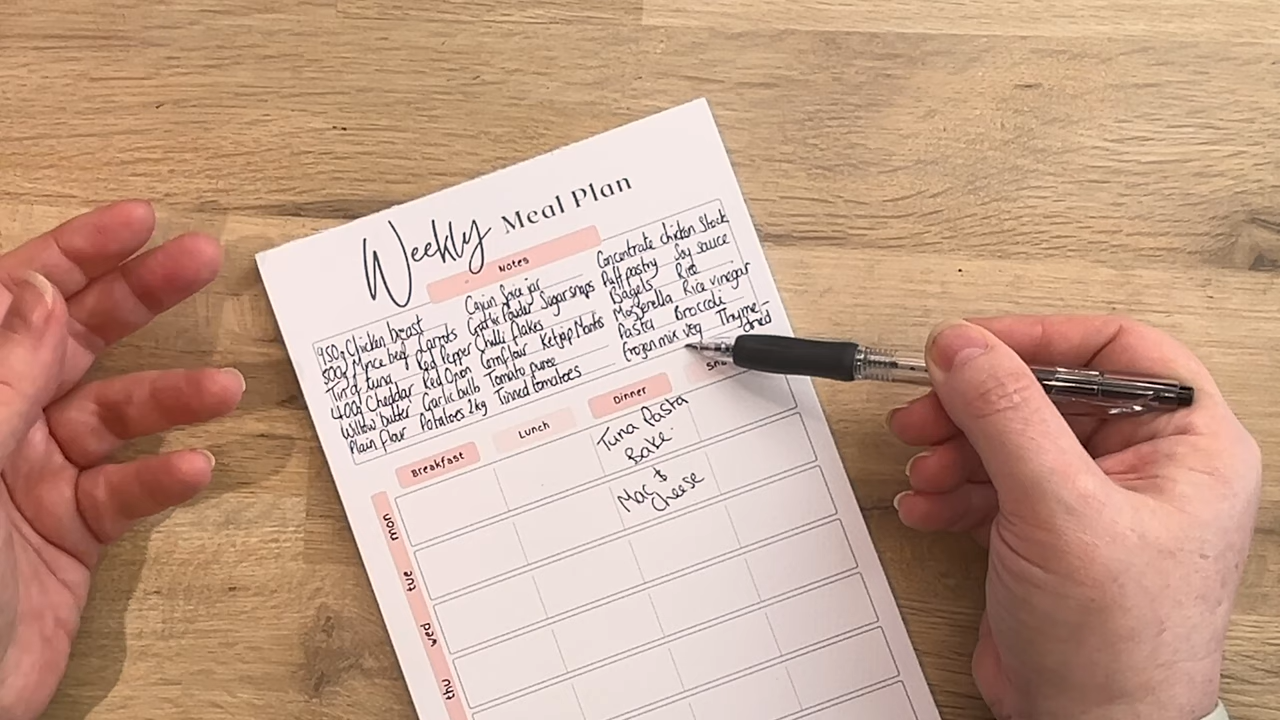 Weekly Meal Plan
Notes
950g Chicken breast
500g Mince beef
Tin of tuna
400g Cheddar
Willow butter
Plain flour
Carrots
Red Pepper
Red Onion
Garlic bulb
Potatoes 2kg
Cajun Spice jar
Garlic Powder
Sugarsnaps
Chilli flakes
Cornflour
Ketjap Manis
Tomato puree
Tinned tomatoes
Concentrate chicken Stock
Puff pastry
Soy sauce
Bagels
Rice
Mozzerella
Rice vinegar
Pasta
Broccoli
Frozen mix veg
Thyme - dried
Breakfast
Lunch
Dinner
mon
Tuna Pasta
Bake.
tue
Mac &
Cheese
wed
thu